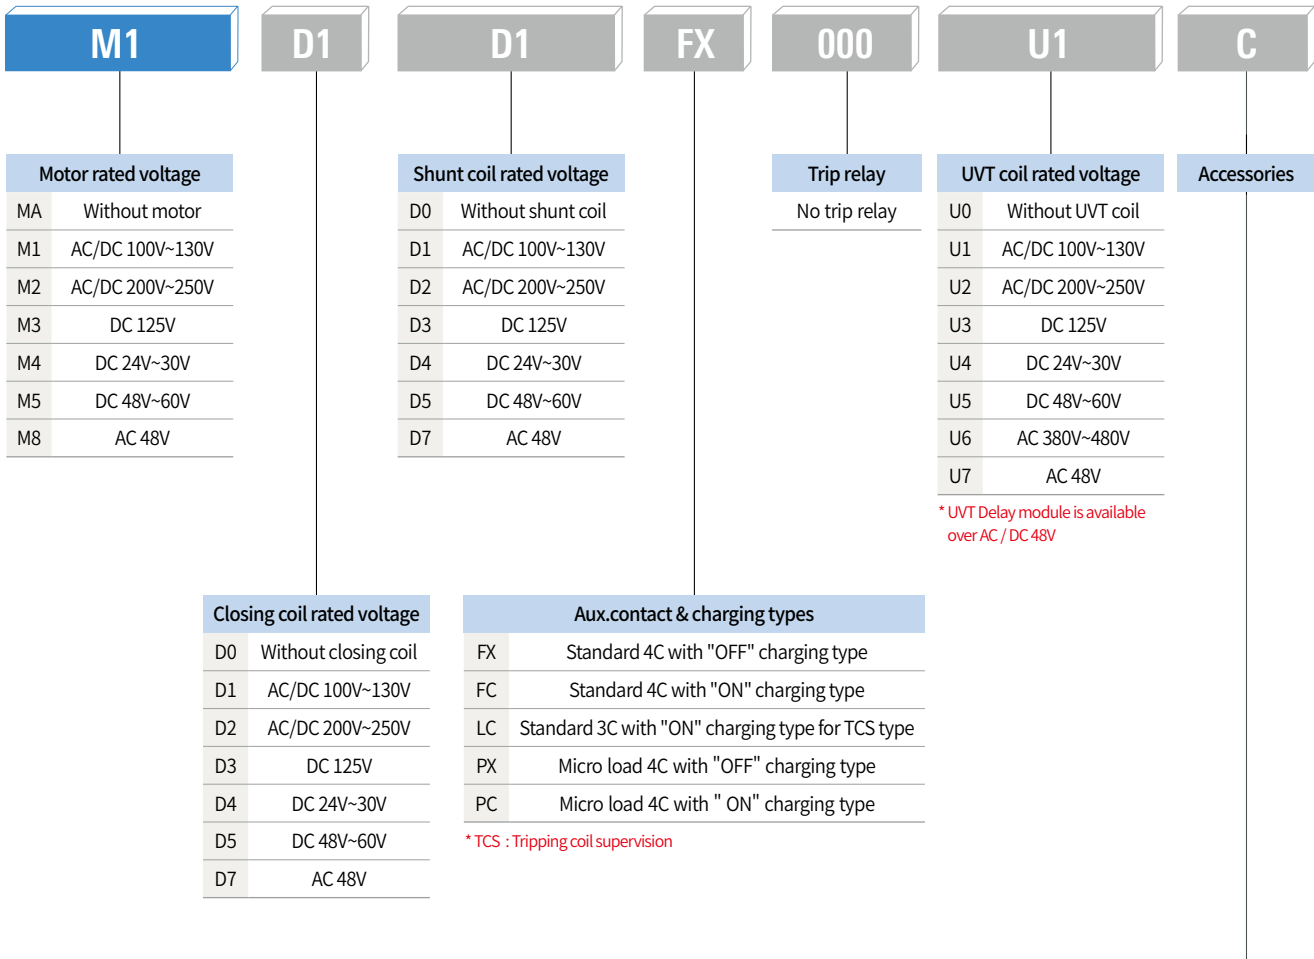 M1 D1 D1 FX 000 U1 C
Motor rated voltage
MA Without motor
M1 AC/DC 100V~130V
M2 AC/DC 200V~250V
M3 DC 125V
M4 DC 24V~30V
M5 DC 48V~60V
M8 AC 48V
Shunt coil rated voltage
D0 Without shunt coil
D1 AC/DC 100V~130V
D2 AC/DC 200V~250V
D3 DC 125V
D4 DC 24V~30V
D5 DC 48V~60V
D7 AC 48V
Trip relay
No trip relay
UVT coil rated voltage
U0 Without UVT coil
U1 AC/DC 100V~130V
U2 AC/DC 200V~250V
U3 DC 125V
U4 DC 24V~30V
U5 DC 48V~60V
U6 AC 380V~480V
U7 AC 48V
* UVT Delay module is available
over AC / DC 48V
Accessories
Closing coil rated voltage
D0 Without closing coil
D1 AC/DC 100V~130V
D2 AC/DC 200V~250V
D3 DC 125V
D4 DC 24V~30V
D5 DC 48V~60V
D7 AC 48V
Aux.contact & charging types
FX Standard 4C with "OFF" charging type
FC Standard 4C with "ON" charging type
LC Standard 3C with "ON" charging type for TCS type
PX Micro load 4C with "OFF" charging type
PC Micro load 4C with " ON" charging type
* TCS : Tripping coil supervision